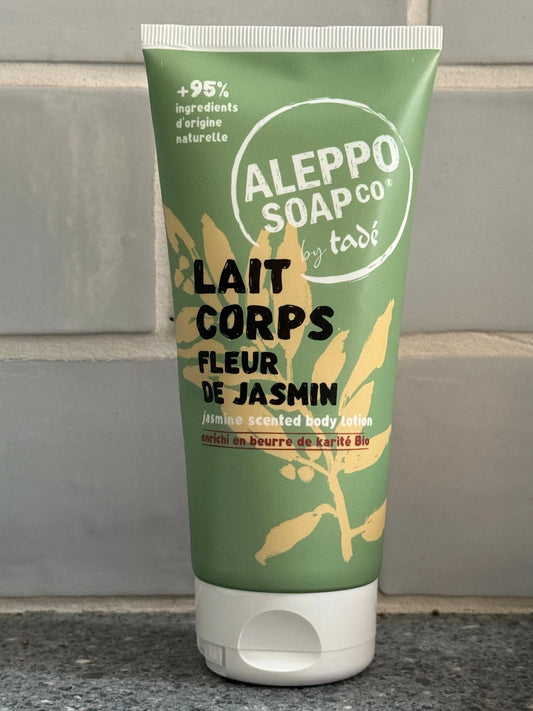 +95%
ingredients
d'origine
naturelle
ALEPPO
SOAP CO®
by tadé
LAIT
CORPS
FLEUR
DE JASMIN
jasmine scented body lotion
enrichi en beurre de karité Bio